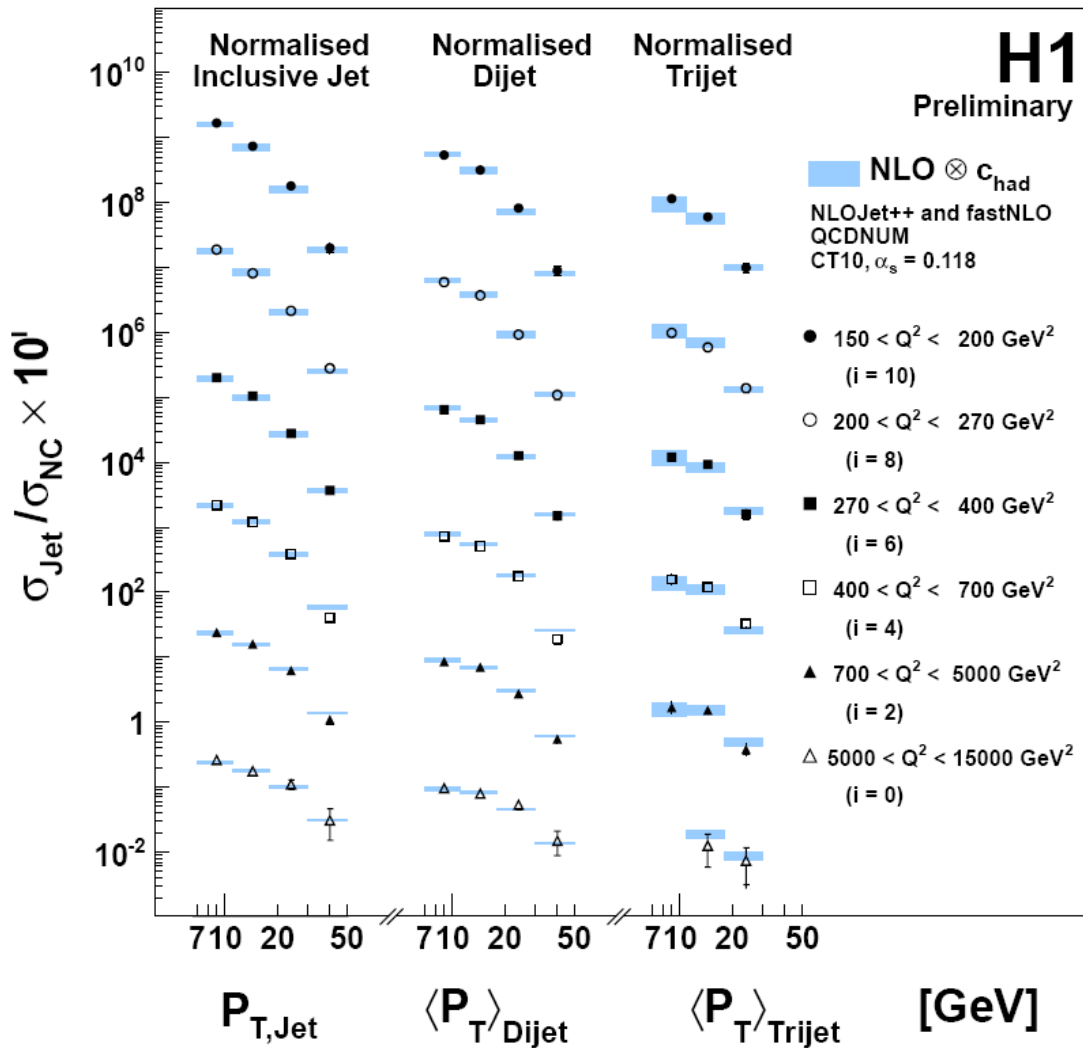 Normalised
Inclusive Jet
Normalised
Dijet
Normalised
Trijet
H1
Preliminary
NLO ⊗ c_had
NLOJet++ and fastNLO
QCDNUM
CT10, α_s = 0.118
150 < Q² < 200 GeV²
(i = 10)
200 < Q² < 270 GeV²
(i = 8)
270 < Q² < 400 GeV²
(i = 6)
400 < Q² < 700 GeV²
(i = 4)
700 < Q² < 5000 GeV²
(i = 2)
5000 < Q² < 15000 GeV²
(i = 0)
σ_Jet / σ_NC × 10^i
10^10
10^8
10^6
10^4
10^2
1
10^-2
7 10 20 50 7 10 20 50 7 10 20 50
P_T,Jet ⟨P_T⟩_Dijet ⟨P_T⟩_Trijet [GeV]